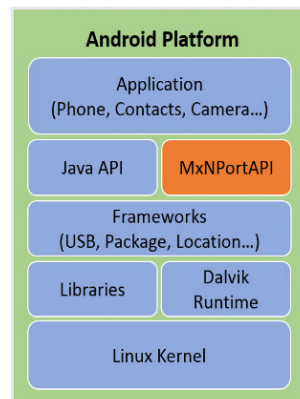 Android Platform
Application
(Phone, Contacts, Camera...)
Java API
MxNPortAPI
Frameworks
(USB, Package, Location...)
Libraries
Dalvik
Runtime
Linux Kernel